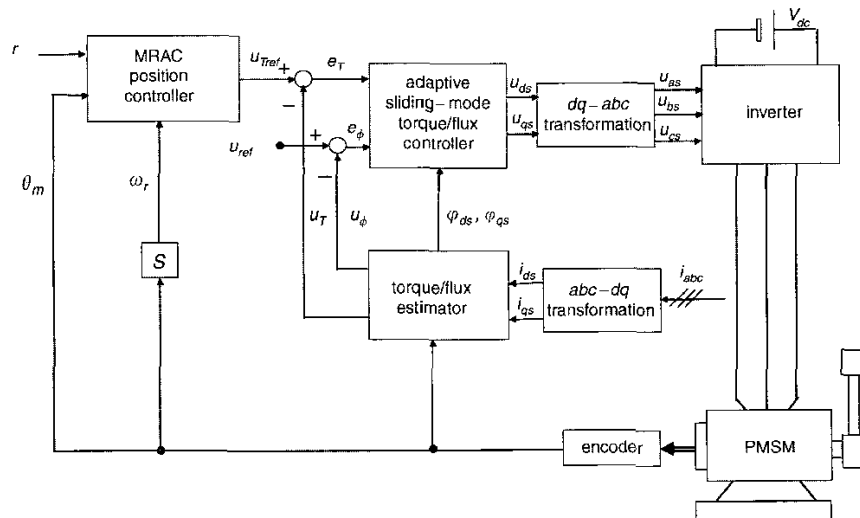 V_dc
r
MRAC
position
controller
u_Tref
+
e_T
−
adaptive
sliding-mode
torque/flux
controller
u_ds
u_qs
dq-abc
transformation
u_as
u_bs
u_cs
inverter
u_ref
+
e_ϕ
−
θ_m
ω_r
u_T
u_ϕ
φ_ds, φ_qs
S
torque/flux
estimator
i_ds
i_qs
abc-dq
transformation
i_abc
encoder
PMSM